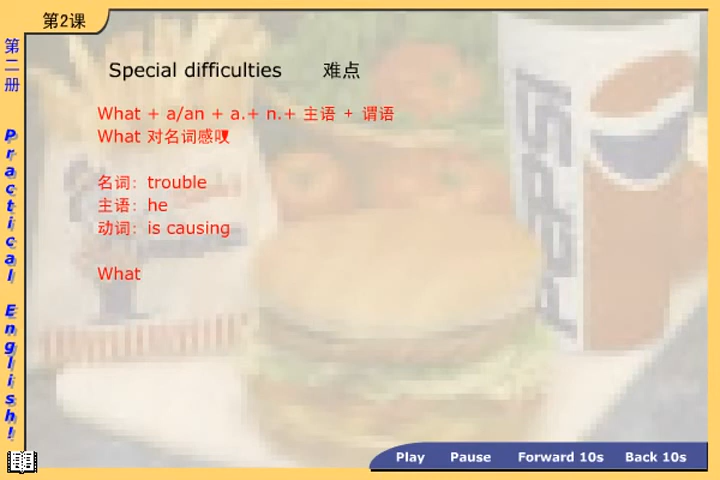 第2课
第二册 Practical English!
Special difficulties 难点
What + a/an + a.+ n.+ 主语 + 谓语
What 对名词感叹
名词：trouble
主语：he
动词：is causing
What
Play Pause Forward 10s Back 10s